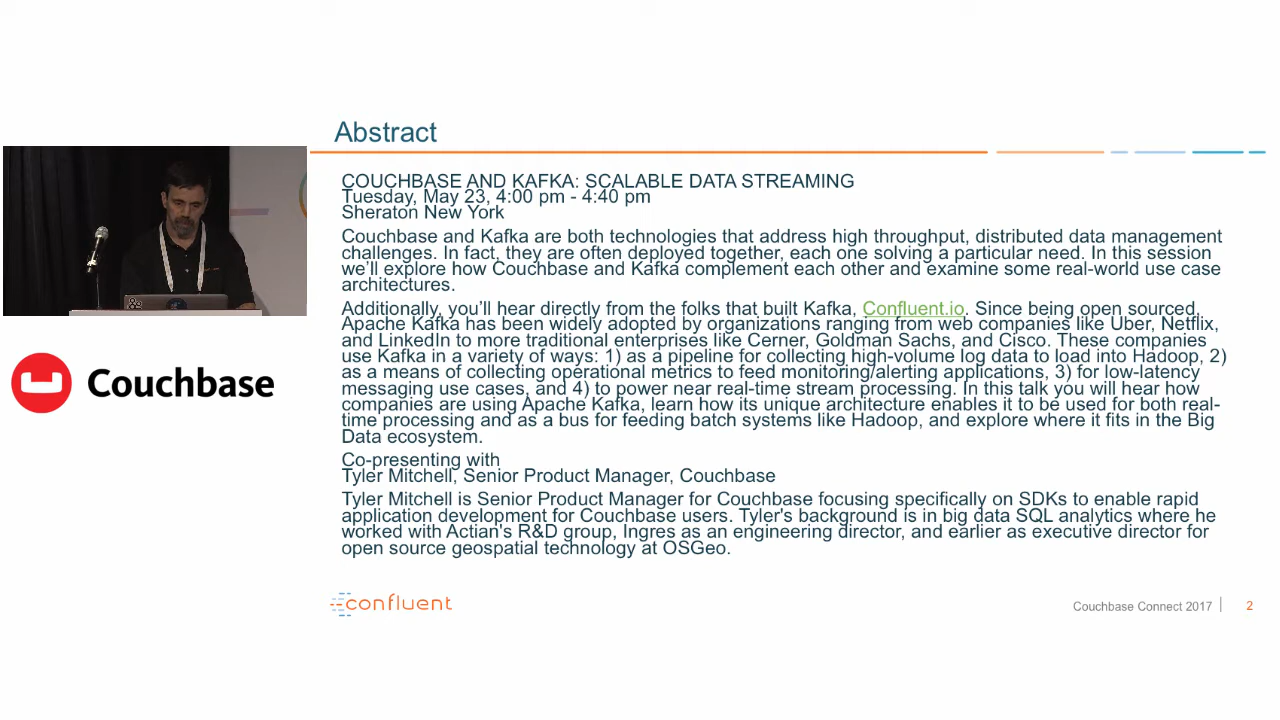 Abstract
COUCHBASE AND KAFKA: SCALABLE DATA STREAMING
Tuesday, May 23, 4:00 pm - 4:40 pm
Sheraton New York
Couchbase and Kafka are both technologies that address high throughput, distributed data management
challenges. In fact, they are often deployed together, each one solving a particular need. In this session
we'll explore how Couchbase and Kafka complement each other and examine some real-world use case
architectures.
Additionally, you'll hear directly from the folks that built Kafka, Confluent.io. Since being open sourced,
Apache Kafka has been widely adopted by organizations ranging from web companies like Uber, Netflix,
and LinkedIn to more traditional enterprises like Cerner, Goldman Sachs, and Cisco. These companies
use Kafka in a variety of ways: 1) as a pipeline for collecting high-volume log data to load into Hadoop, 2)
as a means of collecting operational metrics to feed monitoring/alerting applications, 3) for low-latency
messaging use cases, and 4) to power near real-time stream processing. In this talk you will hear how
companies are using Apache Kafka, learn how its unique architecture enables it to be used for both real-
time processing and as a bus for feeding batch systems like Hadoop, and explore where it fits in the Big
Data ecosystem.
Co-presenting with
Tyler Mitchell, Senior Product Manager, Couchbase
Tyler Mitchell is Senior Product Manager for Couchbase focusing specifically on SDKs to enable rapid
application development for Couchbase users. Tyler's background is in big data SQL analytics where he
worked with Actian's R&D group, Ingres as an engineering director, and earlier as executive director for
open source geospatial technology at OSGeo.
Couchbase
confluent
Couchbase Connect 2017 | 2